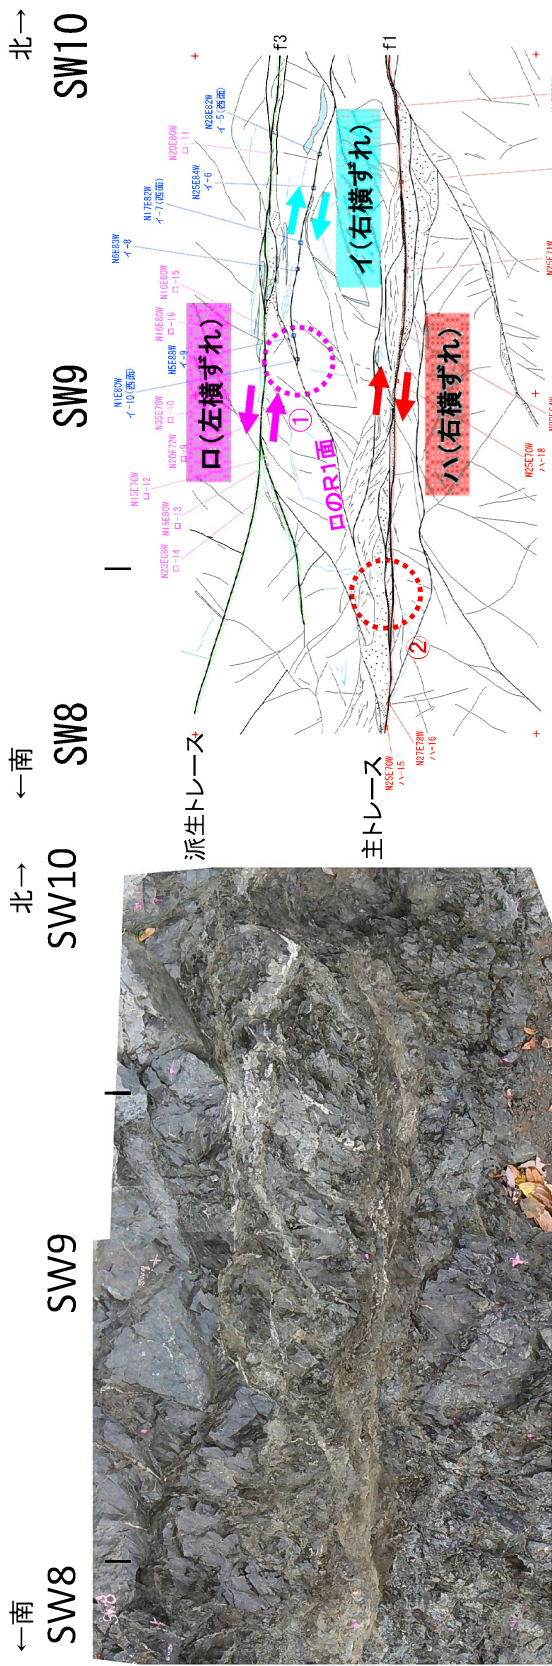 ←南
北→
SW8
SW9
SW10
←南
北→
SW8
SW9
SW10
派生トレース
主トレース
N15E76W
ロ-12
N16E80W
ロ-13
N23E68W
ロ-14
N20E72W
ロ-9
N35E78W
ロ-10
N1E80W
イ-10(西面)
N5E88W
イ-9
N16E80W
ロ-16
N16E80W
ロ-15
N6E83W
イ-8
N17E82W
イ-7(西面)
N25E84W
イ-6
N20E80W
ロ-11
N28E82W
イ-5(西面)
f3
f1
ロ(左横ずれ)
①
ロのR1面
イ(右横ずれ)
ハ(右横ずれ)
②
N25E70W
ハ-15
N27E78W
ハ-16
N25E70W
ハ-18